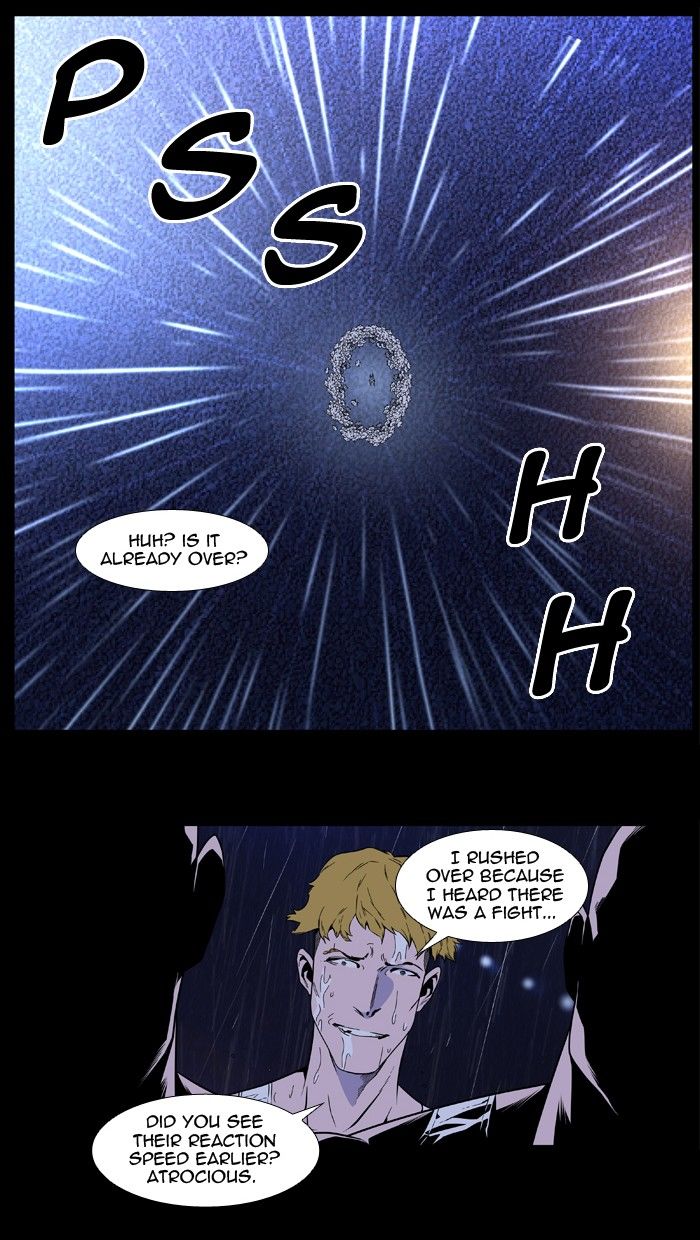 PSSHH
HUH? IS IT
ALREADY OVER?
I RUSHED
OVER BECAUSE
I HEARD THERE
WAS A FIGHT...
DID YOU SEE
THEIR REACTION
SPEED EARLIER?
ATROCIOUS.